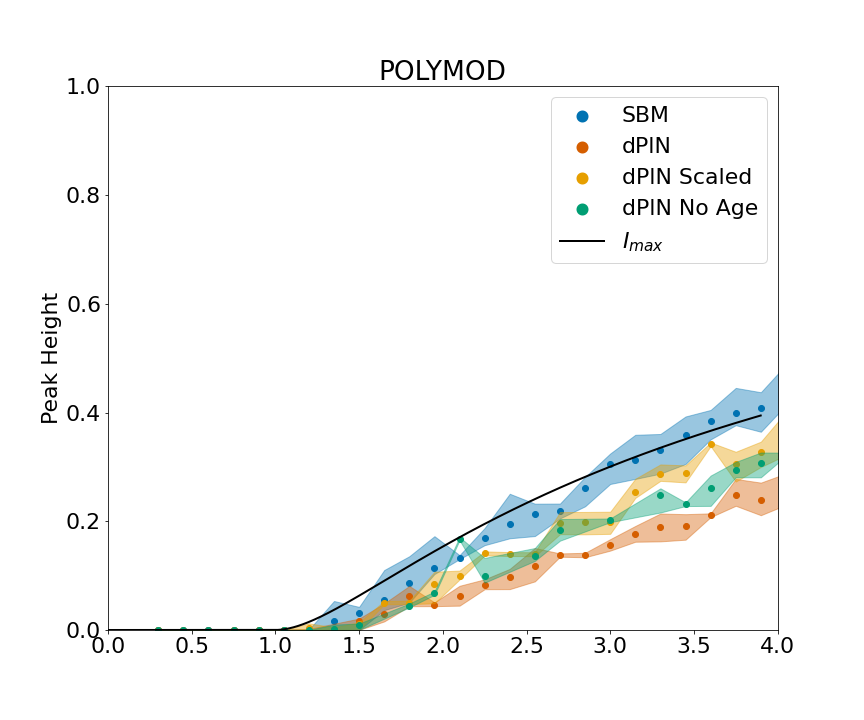 POLYMOD
1.0
0.8
0.6
0.4
0.2
0.0
Peak Height
SBM
dPIN
dPIN Scaled
dPIN No Age
I_max
0.0 0.5 1.0 1.5 2.0 2.5 3.0 3.5 4.0